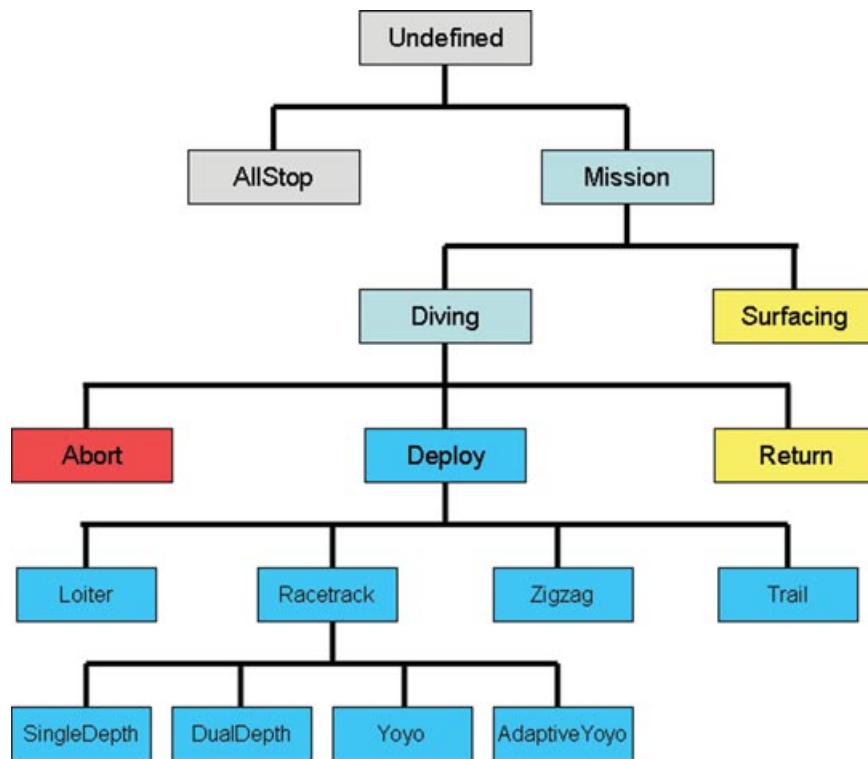 Undefined
AllStop
Mission
Diving
Surfacing
Abort
Deploy
Return
Loiter
Racetrack
Zigzag
Trail
SingleDepth
DualDepth
Yoyo
AdaptiveYoyo